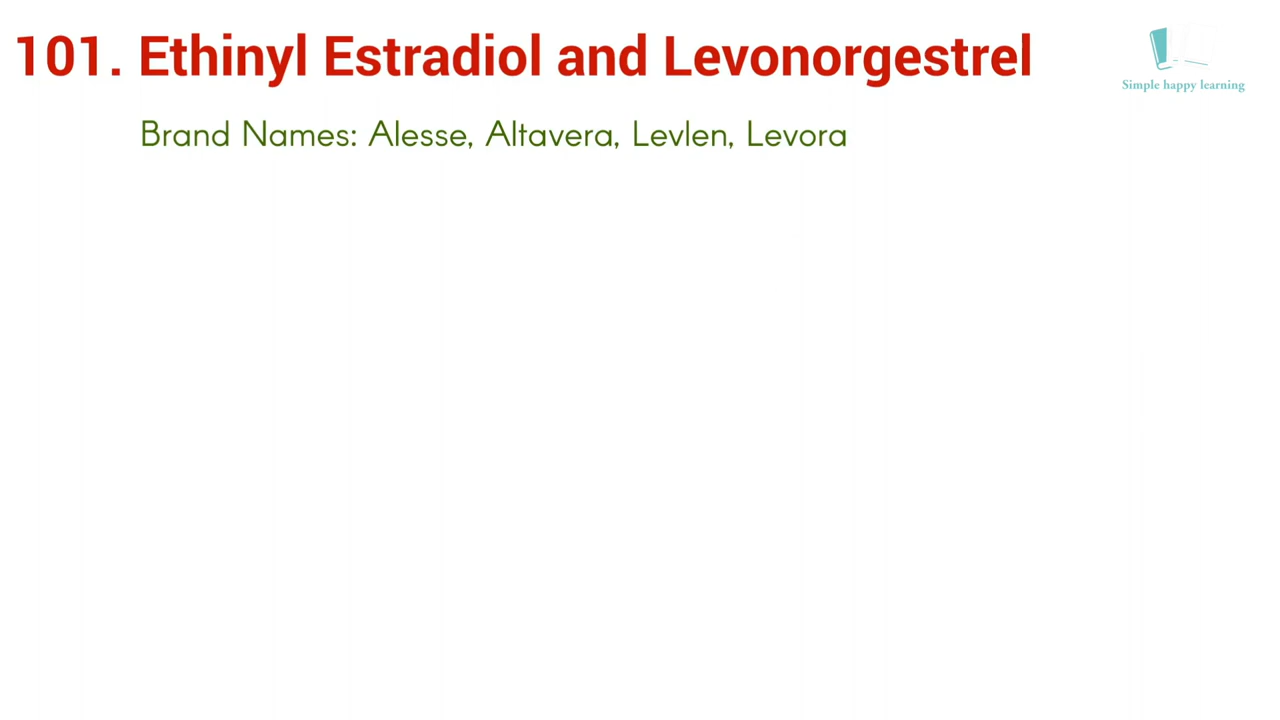 101. Ethinyl Estradiol and Levonorgestrel
Simple happy learning
Brand Names: Alesse, Altavera, Levlen, Levora